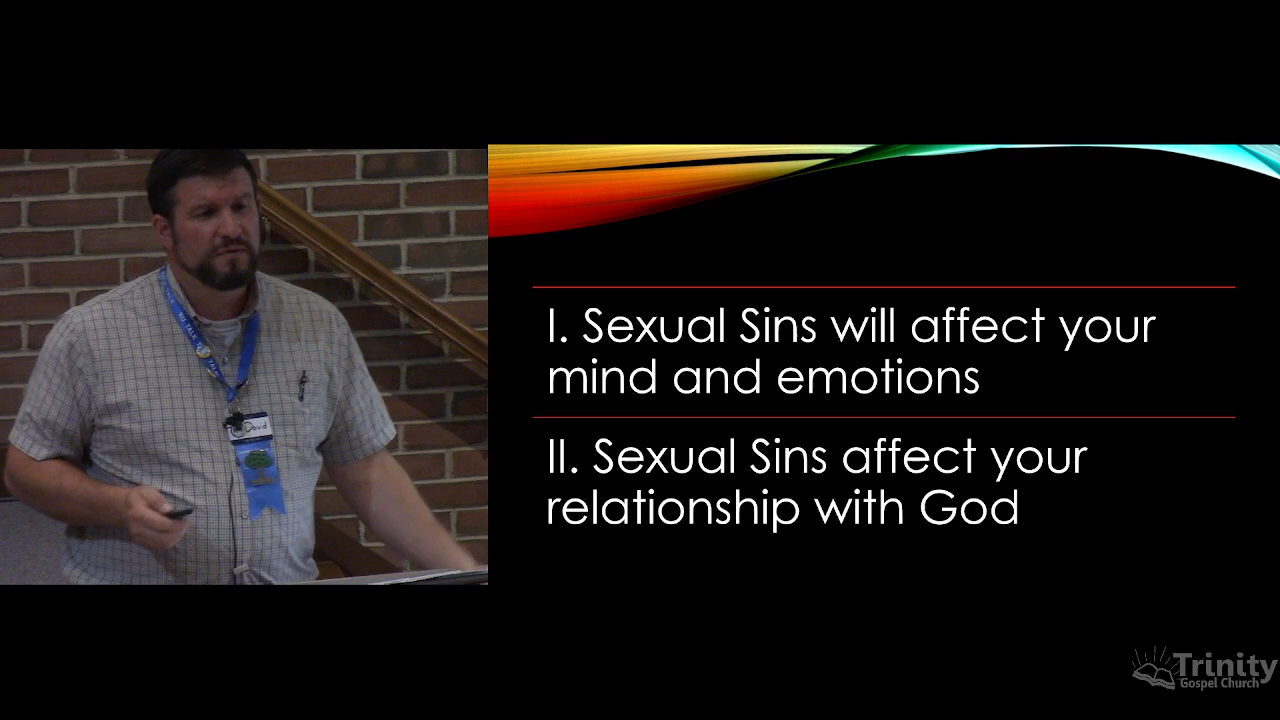 I. Sexual Sins will affect your
mind and emotions
II. Sexual Sins affect your
relationship with God
David
Trinity
Gospel Church